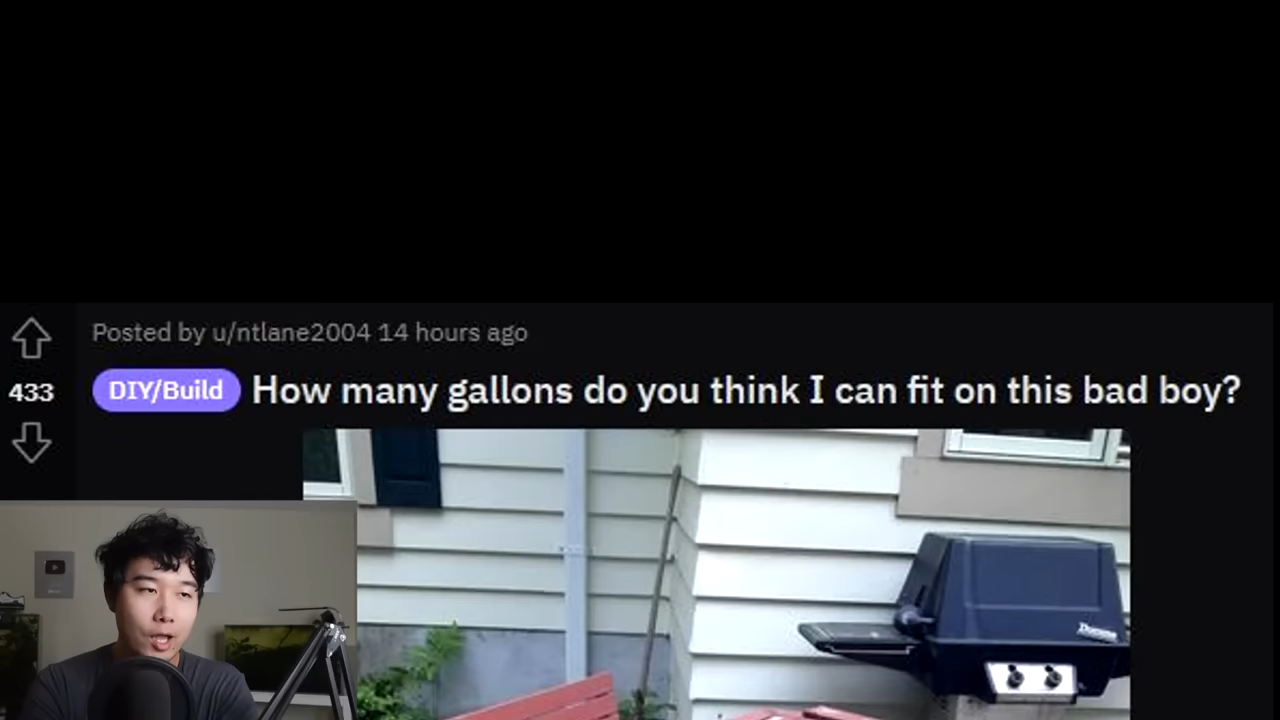 Posted by u/ntlane2004 14 hours ago
433
DIY/Build How many gallons do you think I can fit on this bad boy?